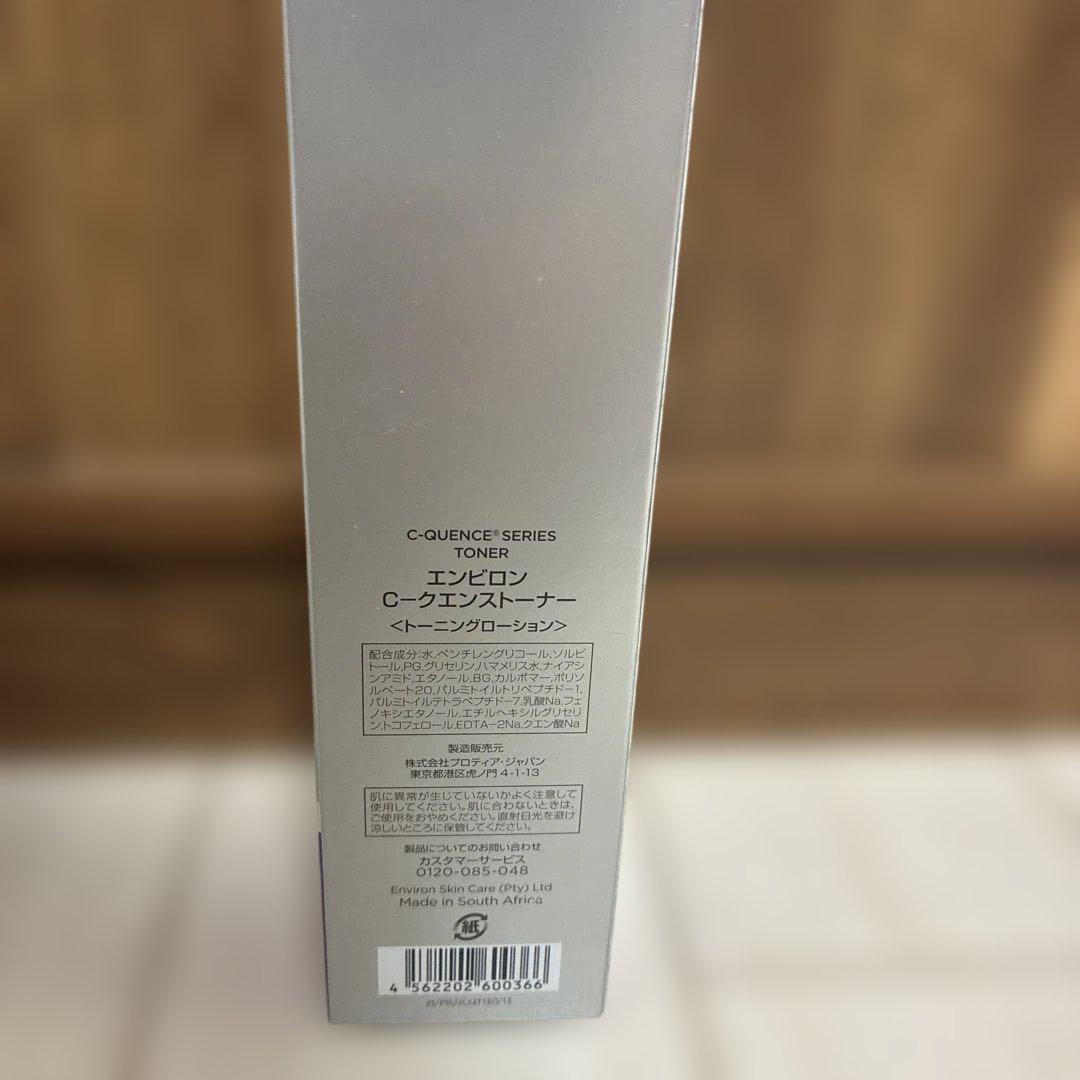 C-QUENCE® SERIES
TONER
エンビロン
C−クエンストーナー
<トーニングローション>
配合成分:水,ペンチレングリコール,ソルビ
トール,PG,グリセリン,ハマメリス水,ナイアシ
ンアミド,エタノール,BG,カルボマー,ポリソ
ルベート20,パルミトイルトリペプチド−1,
パルミトイルテトラペプチド−7,乳酸Na,フェ
ノキシエタノール,エチルヘキシルグリセリ
ン,トコフェロール,EDTA−2Na,クエン酸Na
製造販売元
株式会社プロティア・ジャパン
東京都港区虎ノ門 4-1-13
肌に異常が生じていないかよく注意して
使用してください。肌に合わないときは、
ご使用をおやめください。直射日光を避け
涼しいところに保管してください。
製品についてのお問い合わせ
カスタマーサービス
0120-085-048
Environ Skin Care (Pty) Ltd
Made in South Africa
紙
4 562202 600366